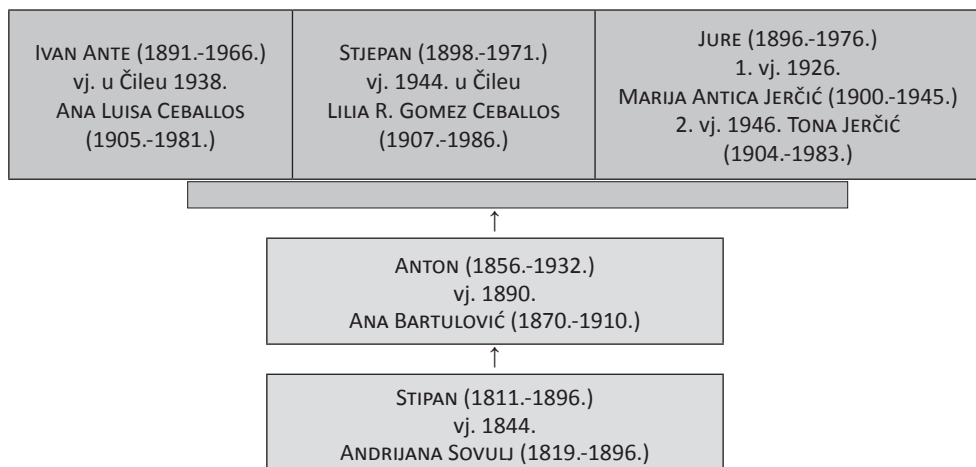 Ivan Ante (1891.-1966.)
vj. u Čileu 1938.
Ana Luisa Ceballos
(1905.-1981.)
Stjepan (1898.-1971.)
vj. 1944. u Čileu
Lilia R. Gomez Ceballos
(1907.-1986.)
Jure (1896.-1976.)
1. vj. 1926.
Marija Antica Jerčić (1900.-1945.)
2. vj. 1946. Tona Jerčić
(1904.-1983.)
↑
Anton (1856.-1932.)
vj. 1890.
Ana Bartulović (1870.-1910.)
↑
Stipan (1811.-1896.)
vj. 1844.
Andrijana Sovulj (1819.-1896.)